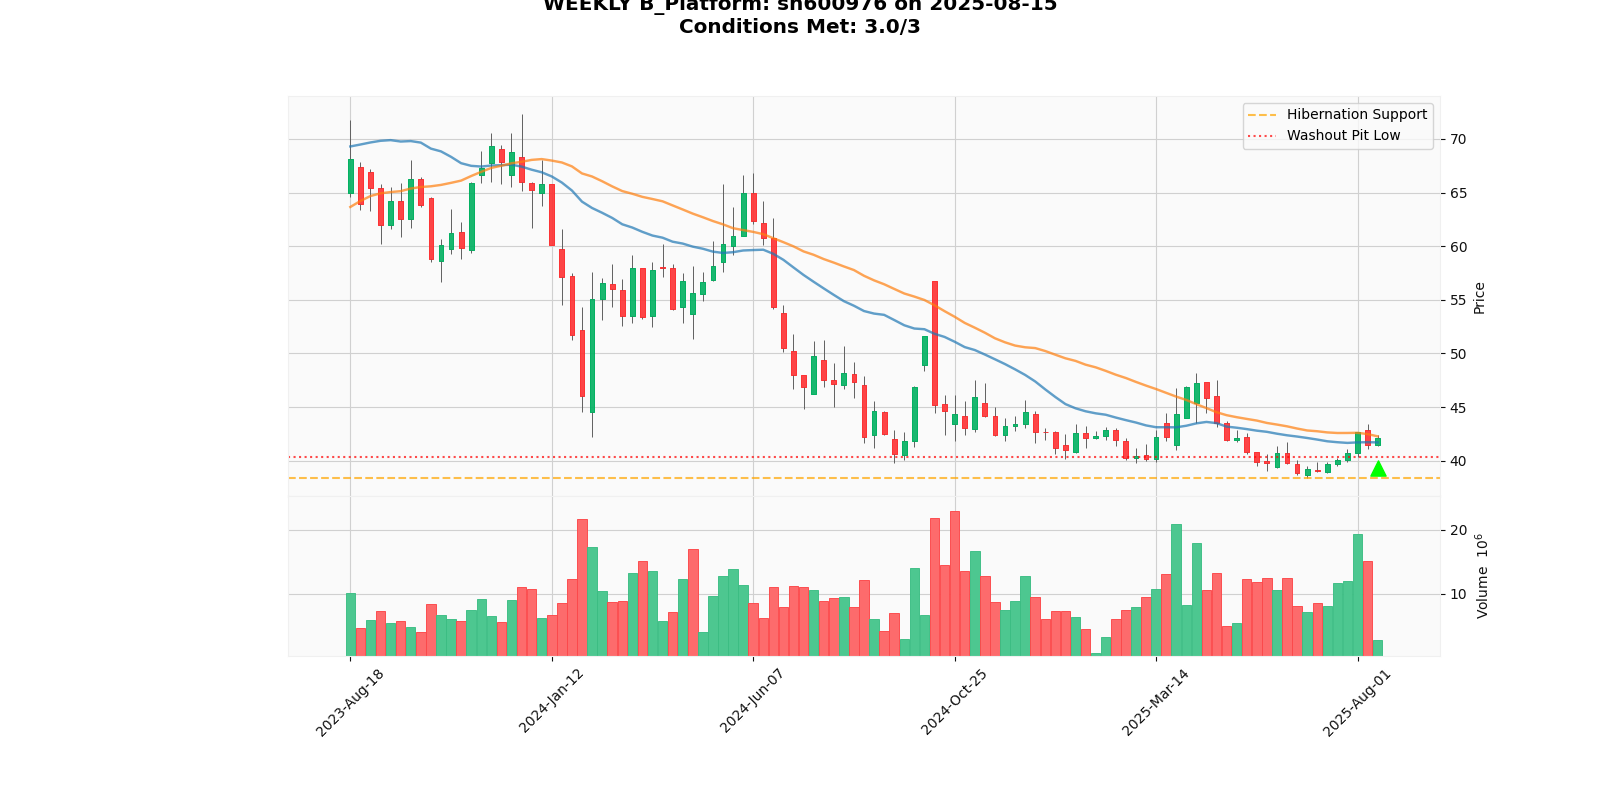 WEEKLY B_Platform: sh600976 on 2025-08-15
Conditions Met: 3.0/3
Hibernation Support
Washout Pit Low
70
65
60
55
50
45
40
Price
20
10
Volume 10⁶
2023-Aug-18
2024-Jan-12
2024-Jun-07
2024-Oct-25
2025-Mar-14
2025-Aug-01